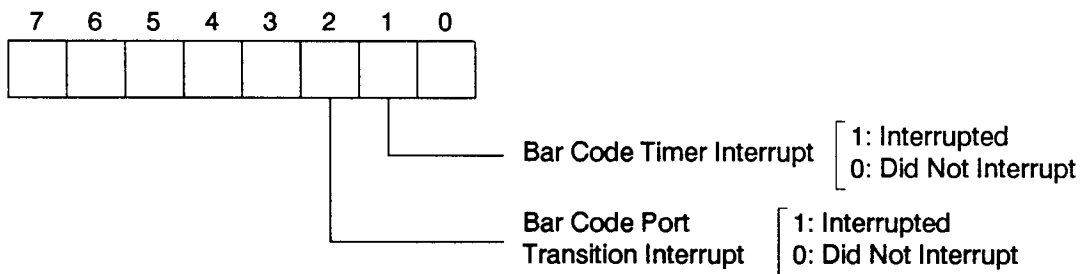 7 6 5 4 3 2 1 0
Bar Code Timer Interrupt
1: Interrupted
0: Did Not Interrupt
Bar Code Port
Transition Interrupt
1: Interrupted
0: Did Not Interrupt